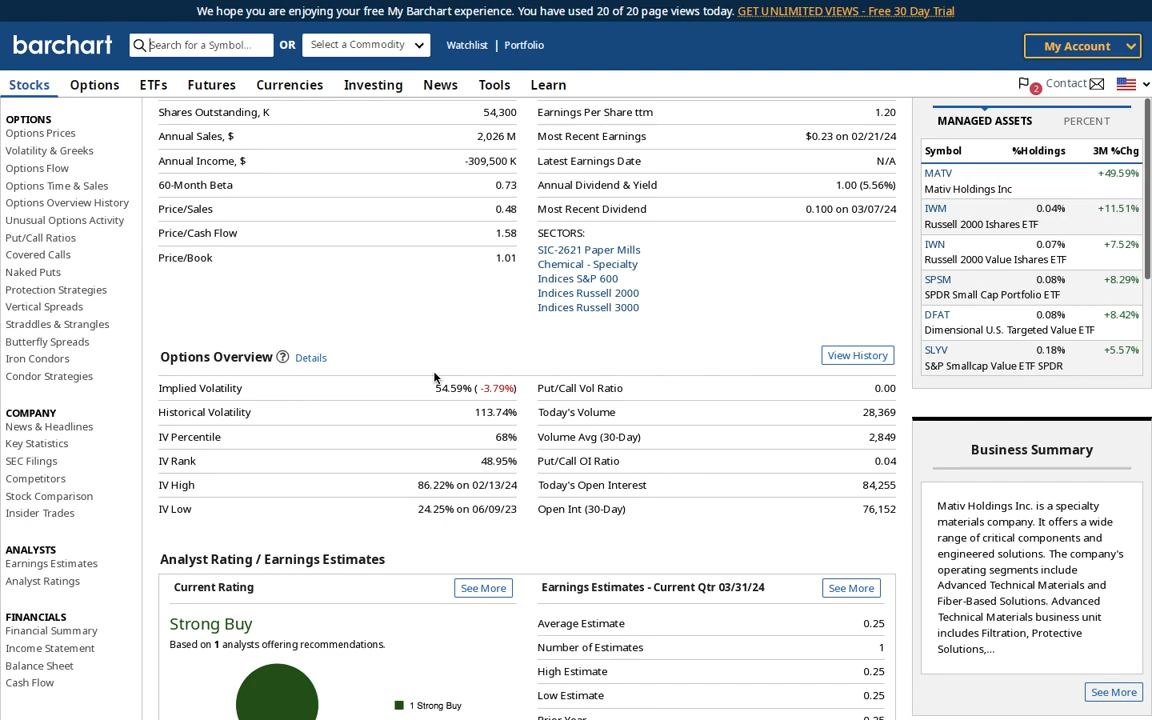 We hope you are enjoying your free My Barchart experience. You have used 20 of 20 page views today. GET UNLIMITED VIEWS - Free 30 Day Trial
barchart Search for a Symbol... OR Select a Commodity Watchlist | Portfolio My Account
Stocks Options ETFs Futures Currencies Investing News Tools Learn 2 Contact
OPTIONS
Options Prices
Volatility & Greeks
Options Flow
Options Time & Sales
Options Overview History
Unusual Options Activity
Put/Call Ratios
Covered Calls
Naked Puts
Protection Strategies
Vertical Spreads
Straddles & Strangles
Butterfly Spreads
Iron Condors
Condor Strategies
COMPANY
News & Headlines
Key Statistics
SEC Filings
Competitors
Stock Comparison
Insider Trades
ANALYSTS
Earnings Estimates
Analyst Ratings
FINANCIALS
Financial Summary
Income Statement
Balance Sheet
Cash Flow
Shares Outstanding, K 54,300
Annual Sales, $ 2,026 M
Annual Income, $ -309,500 K
60-Month Beta 0.73
Price/Sales 0.48
Price/Cash Flow 1.58
Price/Book 1.01
Earnings Per Share ttm 1.20
Most Recent Earnings $0.23 on 02/21/24
Latest Earnings Date N/A
Annual Dividend & Yield 1.00 (5.56%)
Most Recent Dividend 0.100 on 03/07/24
SECTORS:
SIC-2621 Paper Mills
Chemical - Specialty
Indices S&P 600
Indices Russell 2000
Indices Russell 3000
Options Overview ? Details View History
Implied Volatility 54.59% ( -3.79%)
Historical Volatility 113.74%
IV Percentile 68%
IV Rank 48.95%
IV High 86.22% on 02/13/24
IV Low 24.25% on 06/09/23
Put/Call Vol Ratio 0.00
Today's Volume 28,369
Volume Avg (30-Day) 2,849
Put/Call OI Ratio 0.04
Today's Open Interest 84,255
Open Int (30-Day) 76,152
Analyst Rating / Earnings Estimates
Current Rating See More
Strong Buy
Based on 1 analysts offering recommendations.
1 Strong Buy
Earnings Estimates - Current Qtr 03/31/24 See More
Average Estimate 0.25
Number of Estimates 1
High Estimate 0.25
Low Estimate 0.25
Prior Year 0.25
MANAGED ASSETS PERCENT
Symbol %Holdings 3M %Chg
MATV +49.59%
Mativ Holdings Inc
IWM 0.04% +11.51%
Russell 2000 Ishares ETF
IWN 0.07% +7.52%
Russell 2000 Value Ishares ETF
SPSM 0.08% +8.29%
SPDR Small Cap Portfolio ETF
DFAT 0.08% +8.42%
Dimensional U.S. Targeted Value ETF
SLYV 0.18% +5.57%
S&P Smallcap Value ETF SPDR
Business Summary
Mativ Holdings Inc. is a specialty
materials company. It offers a wide
range of critical components and
engineered solutions. The company's
operating segments include
Advanced Technical Materials and
Fiber-Based Solutions. Advanced
Technical Materials business unit
includes Filtration, Protective
Solutions,...
See More